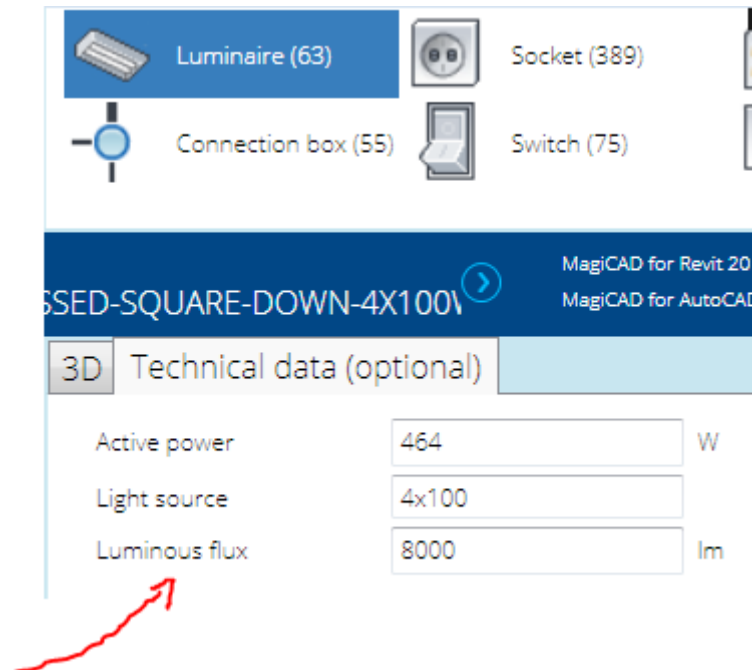 Luminaire (63)
Socket (389)
Connection box (55)
Switch (75)
MagiCAD for Revit 20
SSED-SQUARE-DOWN-4X100
MagiCAD for AutoCAD
3D
Technical data (optional)
Active power 464 W
Light source 4x100
Luminous flux 8000 lm